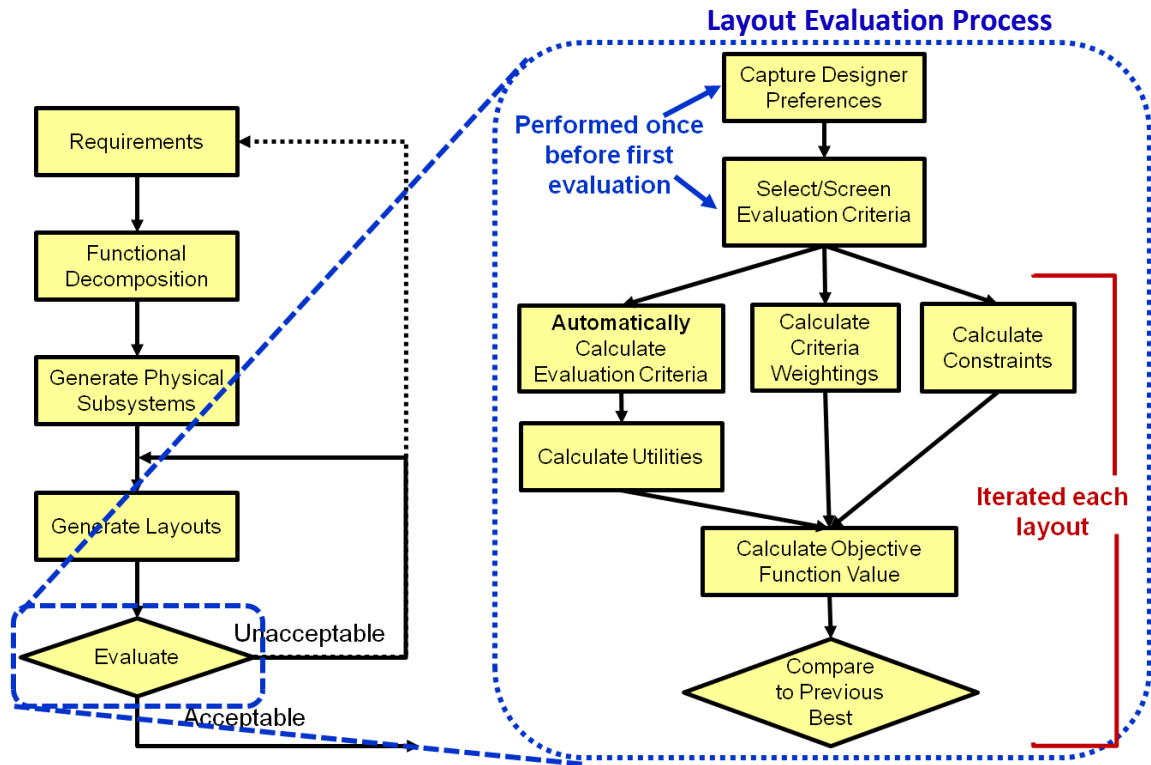 Layout Evaluation Process
Requirements
Functional
Decomposition
Generate Physical
Subsystems
Generate Layouts
Evaluate
Unacceptable
Acceptable
Capture Designer
Preferences
Performed once
before first
evaluation
Select/Screen
Evaluation Criteria
Automatically
Calculate
Evaluation Criteria
Calculate
Criteria
Weightings
Calculate
Constraints
Calculate Utilities
Iterated each
layout
Calculate Objective
Function Value
Compare
to Previous
Best